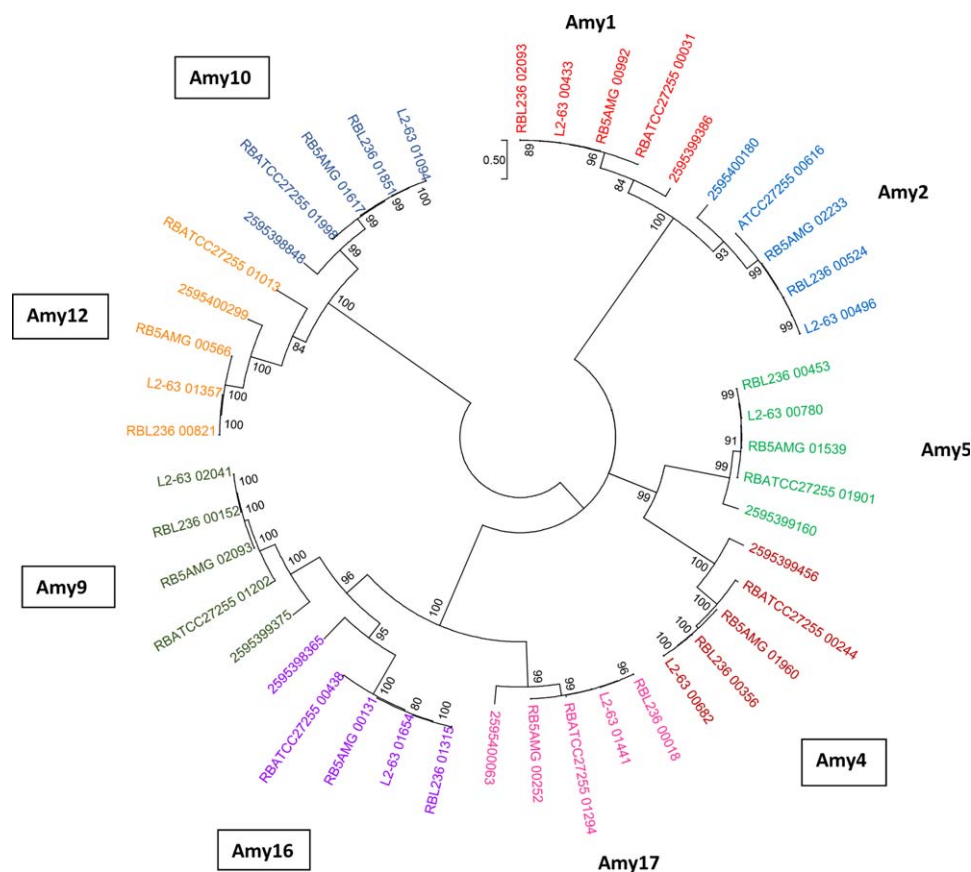 Amy1
RBL236 02093
L2-63 00433
RB5AMG 00992
RBATCC27255 00031
2595399386
89
96
84
100
0.50
Amy2
2595400180
ATCC27255 00616
RB5AMG 02233
RBL236 00524
L2-63 00496
93
99
99
Amy5
RBL236 00453
L2-63 00780
RB5AMG 01539
RBATCC27255 01901
2595399160
99
91
99
99
Amy4
2595399456
RBATCC27255 00244
RB5AMG 01960
RBL236 00356
L2-63 00682
100
100
100
100
Amy17
RBL236 00018
L2-63 01441
RBATCC27255 01294
RB5AMG 00252
2595400063
96
99
99
100
Amy16
RBL236 01315
L2-63 01654
RB5AMG 00131
RBATCC27255 00438
2595398365
100
80
100
95
96
Amy9
2595399375
RBATCC27255 01202
RB5AMG 02093
RBL236 00152
L2-63 02041
100
100
100
100
Amy12
RBL236 00821
L2-63 01357
RB5AMG 00566
2595400299
RBATCC27255 01013
100
100
100
84
100
Amy10
2595398848
RBATCC27255 01998
RB5AMG 01617
RBL236 01851
L2-63 01094
99
99
99
100